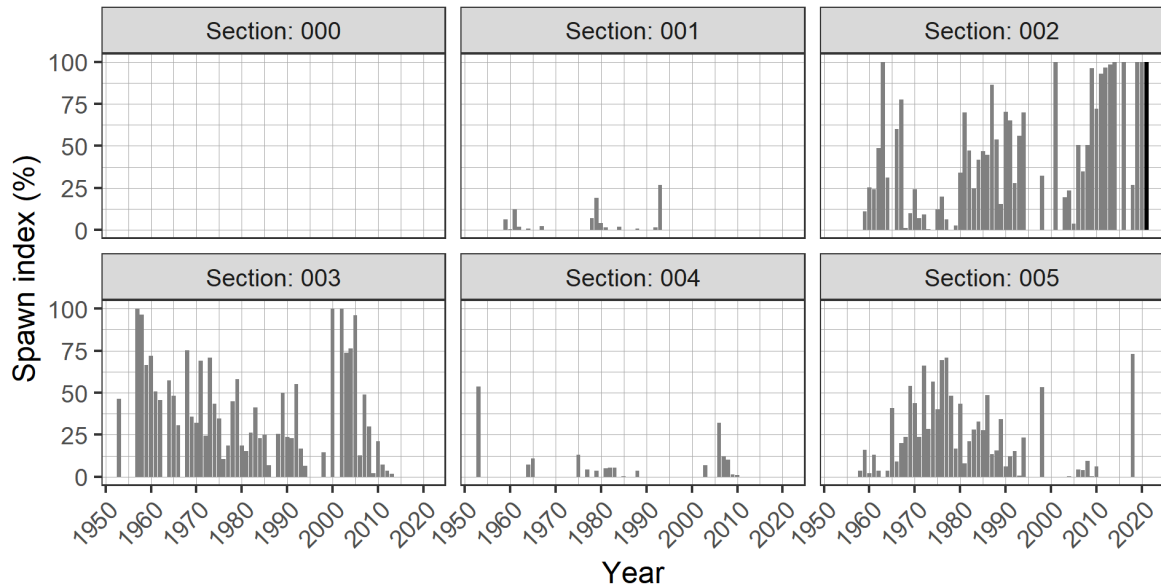 Section: 000
Section: 001
Section: 002
100
75
50
25
0
Section: 003
Section: 004
Section: 005
100
75
50
25
0
Spawn index (%)
1950 1960 1970 1980 1990 2000 2010 2020
1950 1960 1970 1980 1990 2000 2010 2020
1950 1960 1970 1980 1990 2000 2010 2020
Year